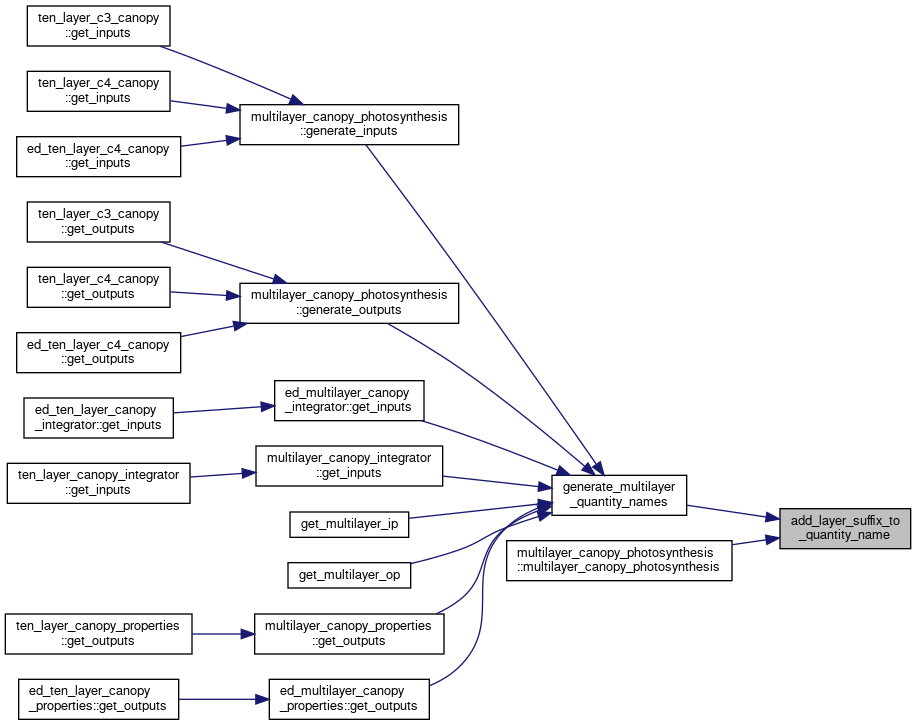 ten_layer_c3_canopy
::get_inputs
ten_layer_c4_canopy
::get_inputs
multilayer_canopy_photosynthesis
::generate_inputs
ed_ten_layer_c4_canopy
::get_inputs
ten_layer_c3_canopy
::get_outputs
ten_layer_c4_canopy
::get_outputs
multilayer_canopy_photosynthesis
::generate_outputs
ed_ten_layer_c4_canopy
::get_outputs
ed_multilayer_canopy
_integrator::get_inputs
ed_ten_layer_canopy
_integrator::get_inputs
multilayer_canopy_integrator
::get_inputs
ten_layer_canopy_integrator
::get_inputs
generate_multilayer
_quantity_names
get_multilayer_ip
add_layer_suffix_to
_quantity_name
multilayer_canopy_photosynthesis
::multilayer_canopy_photosynthesis
get_multilayer_op
ten_layer_canopy_properties
::get_outputs
multilayer_canopy_properties
::get_outputs
ed_ten_layer_canopy
_properties::get_outputs
ed_multilayer_canopy
_properties::get_outputs